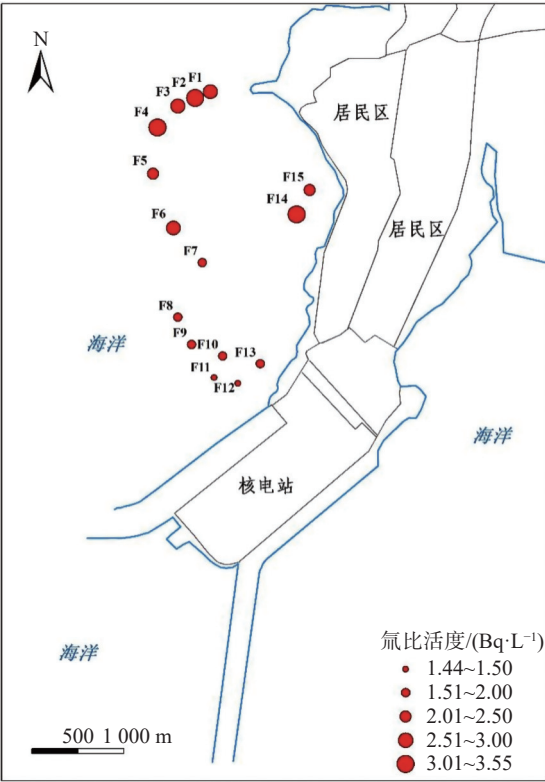 N
F1
F2
F3
F4
居民区
F5
F15
F14
F6
居民区
F7
F8
海洋
F9
F10
F13
F11
F12
海洋
核电站
海洋
氚比活度/(Bq·L⁻¹)
1.44~1.50
1.51~2.00
2.01~2.50
2.51~3.00
3.01~3.55
500 1 000 m